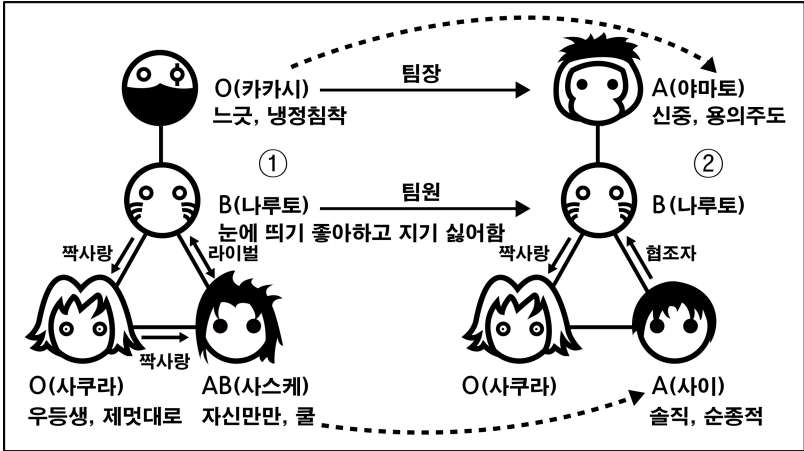 O(카카시)
느긋, 냉정침착
팀장
A(야마토)
신중, 용의주도
①
②
B(나루토)
눈에 띄기 좋아하고 지기 싫어함
팀원
B(나루토)
짝사랑
라이벌
짝사랑
협조자
짝사랑
O(사쿠라)
우등생, 제멋대로
AB(사스케)
자신만만, 쿨
O(사쿠라)
A(사이)
솔직, 순종적